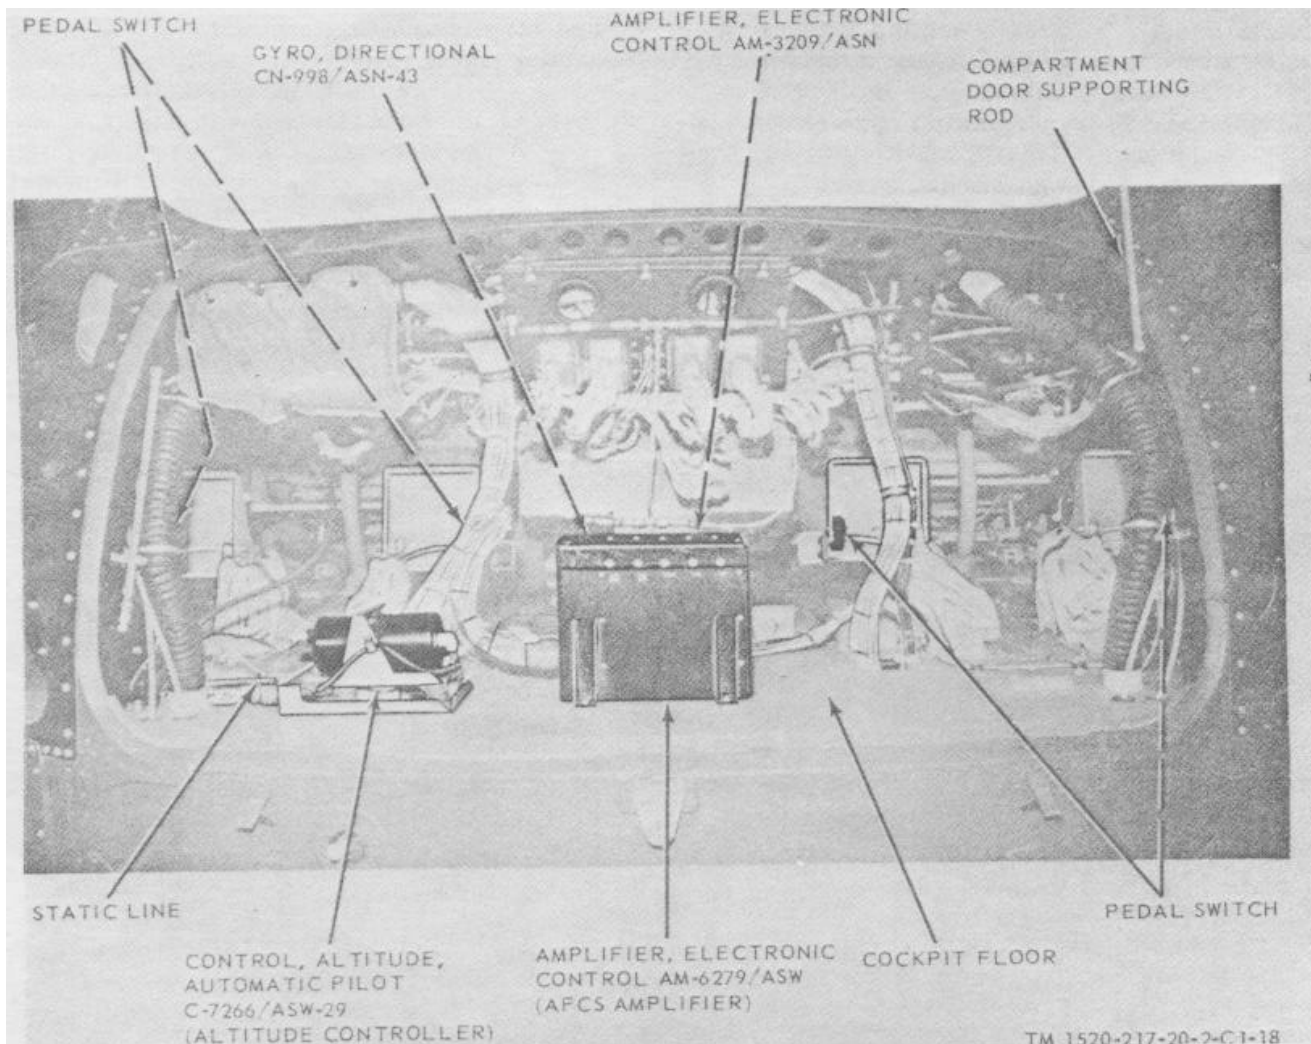 PEDAL SWITCH
GYRO, DIRECTIONAL
CN-998/ASN-43
AMPLIFIER, ELECTRONIC
CONTROL AM-3209/ASN
COMPARTMENT
DOOR SUPPORTING
ROD
STATIC LINE
CONTROL, ALTITUDE,
AUTOMATIC PILOT
C-7266/ASW-29
(ALTITUDE CONTROLLER)
AMPLIFIER, ELECTRONIC
CONTROL AM-6279/ASW
(AFCS AMPLIFIER)
COCKPIT FLOOR
PEDAL SWITCH
TM 1520-217-20-2-C1-18